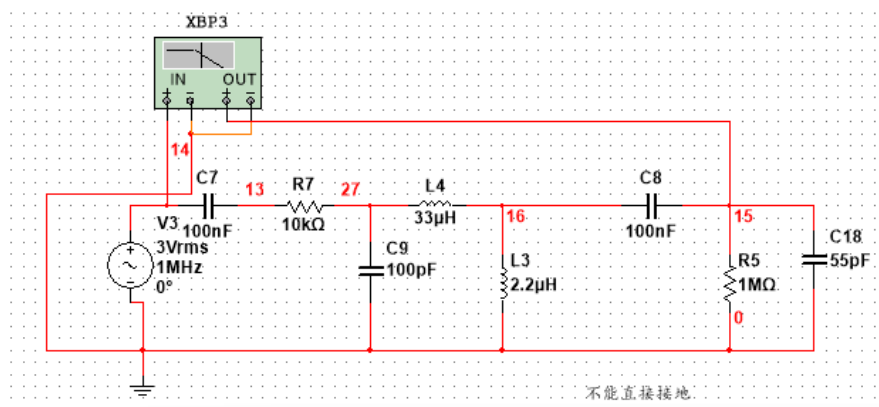 XBP3
IN OUT
+ - + -
14
C7
100nF
13
R7
10kΩ
27
L4
33μH
16
C8
100nF
15
V3
3Vrms
1MHz
0°
C9
100pF
L3
2.2μH
R5
1MΩ
0
C18
55pF
不能直接接地